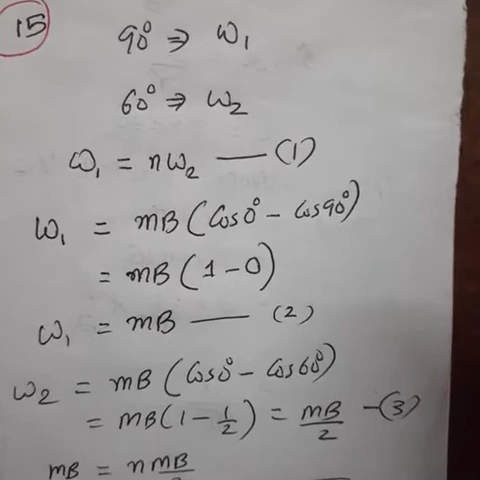 15
90° ⇒ W₁
60° ⇒ W₂
W₁ = nW₂ — (1)
W₁ = mB (Cos0° - Cos90°)
= mB (1 - 0)
W₁ = mB — (2)
W₂ = mB (Cos0° - Cos60°)
= mB (1 - 1/2) = mB/2 - (3)
mB = n mB